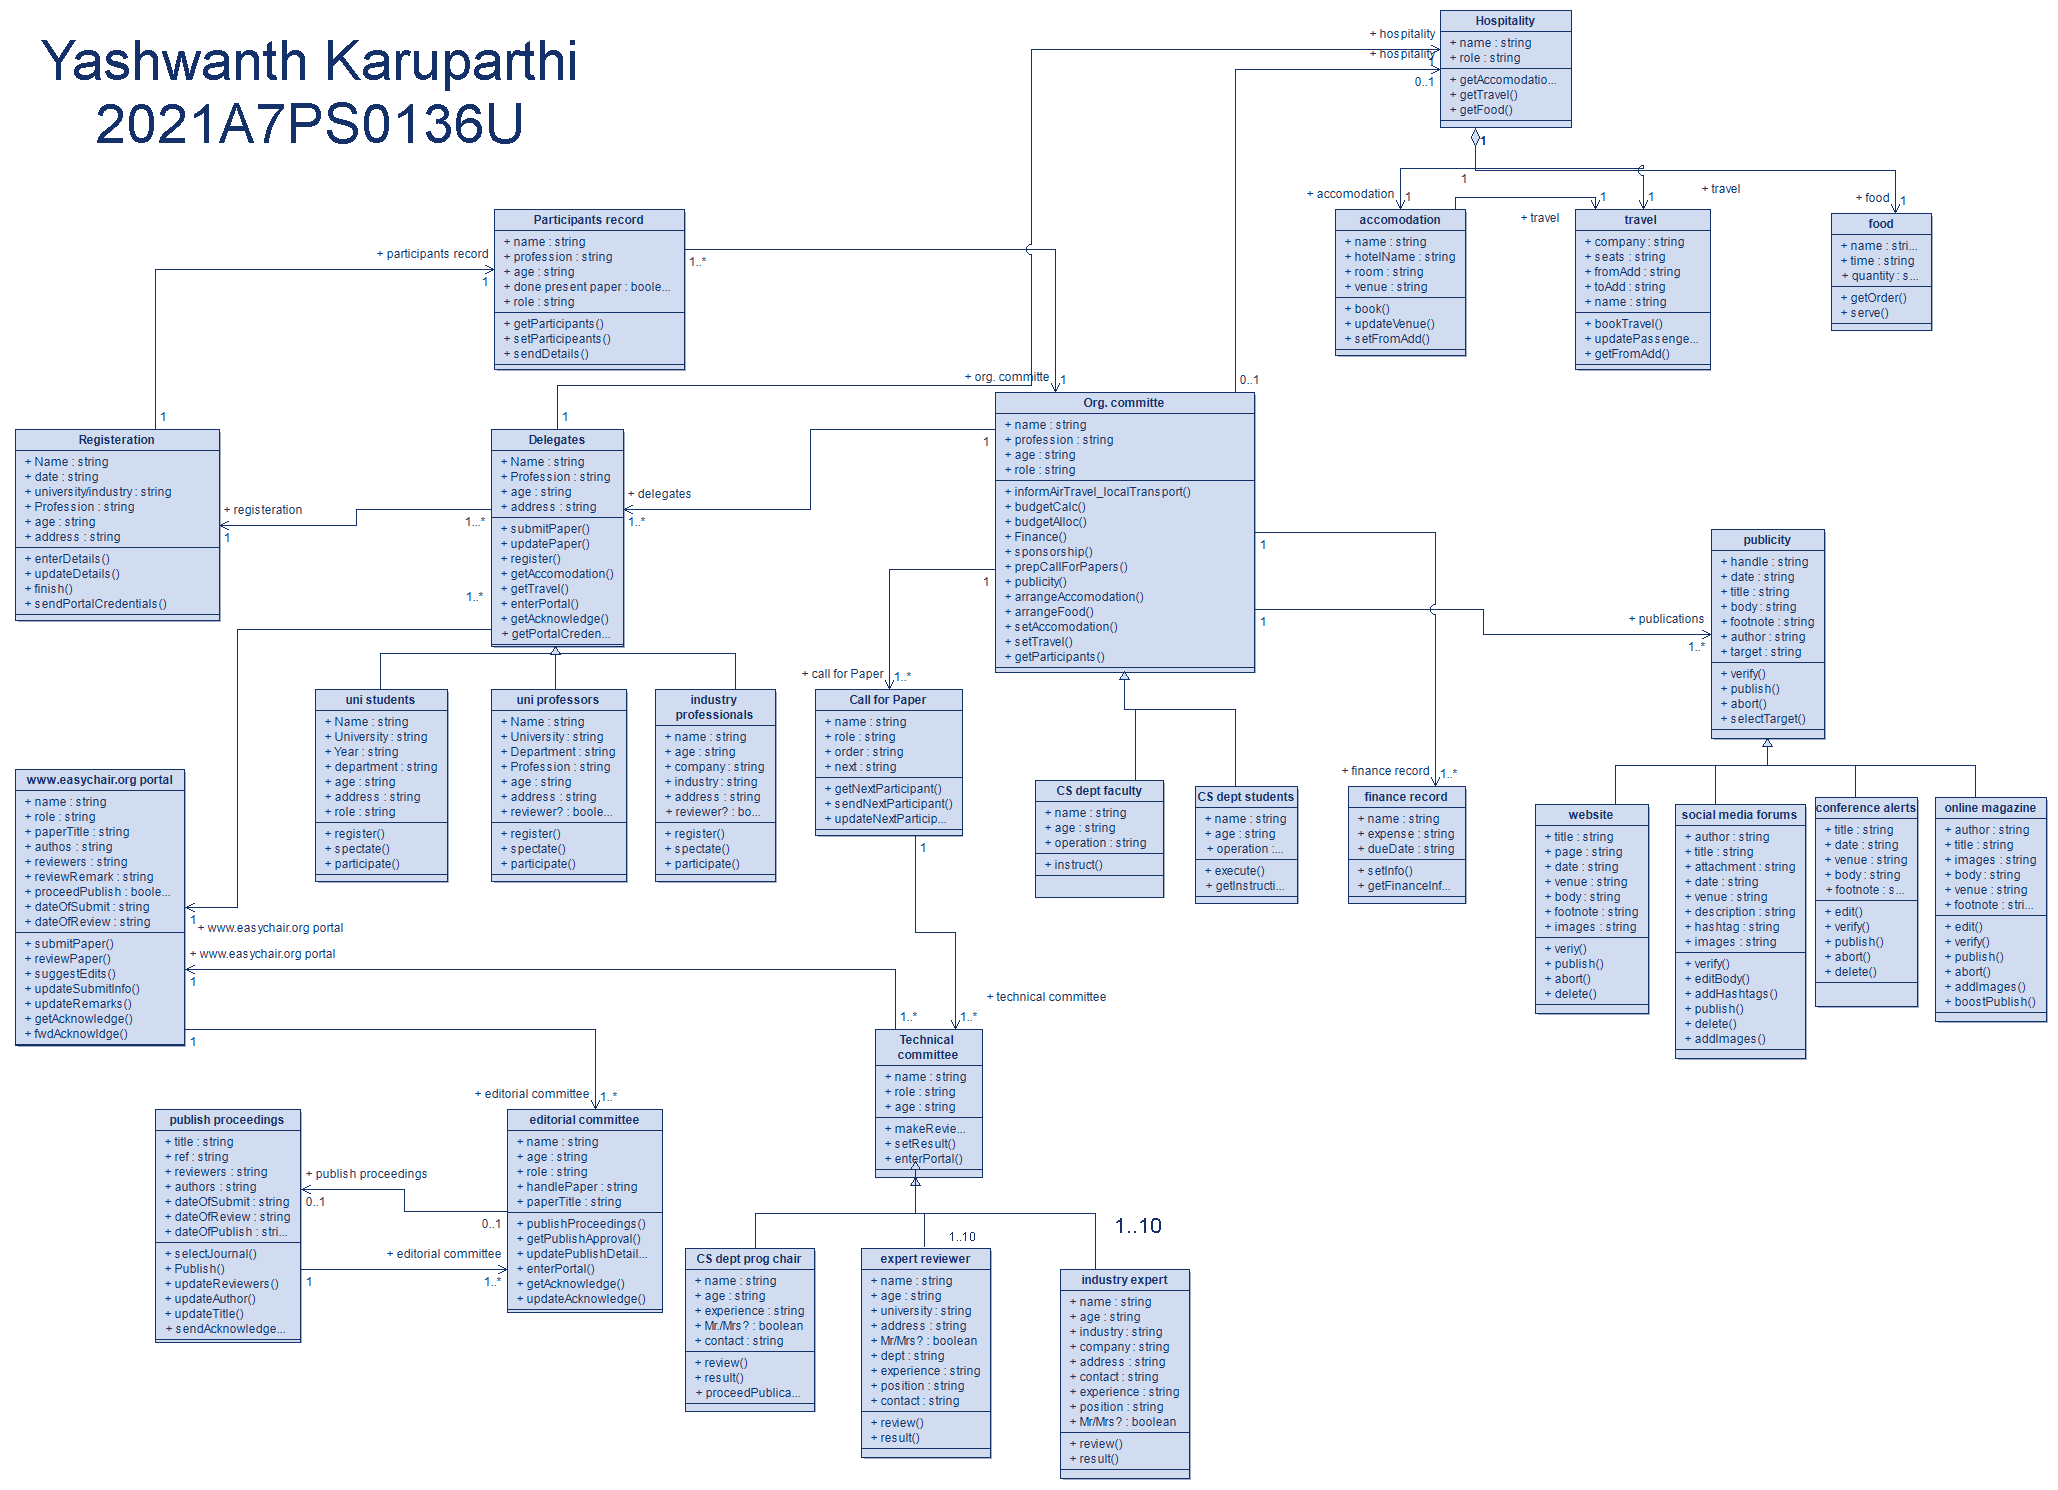 Yashwanth Karuparthi
2021A7PS0136U
Hospitality
+ name : string
+ role : string
+ getAccomodatio...
+ getTravel()
+ getFood()
+ hospitality
1
+ hospitality
0..1
1
1
+ accomodation
1
+ travel
1
+ travel
1
+ food
1
accomodation
+ name : string
+ hotelName : string
+ room : string
+ venue : string
+ book()
+ updateVenue()
+ setFromAdd()
travel
+ company : string
+ seats : string
+ fromAdd : string
+ toAdd : string
+ name : string
+ bookTravel()
+ updatePassenge...
+ getFromAdd()
food
+ name : stri...
+ time : string
+ quantity : s...
+ getOrder()
+ serve()
Participants record
+ name : string
+ profession : string
+ age : string
+ done present paper : boole...
+ role : string
+ getParticipants()
+ setParticipeants()
+ sendDetails()
+ participants record
1
1..*
1
1
+ org. committe
1
0..1
Registeration
+ Name : string
+ date : string
+ university/industry : string
+ Profession : string
+ age : string
+ address : string
+ enterDetails()
+ updateDetails()
+ finish()
+ sendPortalCredentials()
+ registeration
1
1...*
1..*
Delegates
+ Name : string
+ Profession : string
+ age : string
+ address : string
+ submitPaper()
+ updatePaper()
+ register()
+ getAccomodation()
+ getTravel()
+ enterPortal()
+ getAcknowledge()
+ getPortalCreden...
+ delegates
1..*
1
1
Org. committe
+ name : string
+ profession : string
+ age : string
+ role : string
+ informAirTravel_localTransport()
+ budgetCalc()
+ budgetAlloc()
+ Finance()
+ sponsorship()
+ prepCallForPapers()
+ publicity()
+ arrangeAccomodation()
+ arrangeFood()
+ setAccomodation()
+ setTravel()
+ getParticipants()
1
1
+ publications
1..*
publicity
+ handle : string
+ date : string
+ title : string
+ body : string
+ footnote : string
+ author : string
+ target : string
+ verify()
+ publish()
+ abort()
+ selectTarget()
uni students
+ Name : string
+ University : string
+ Year : string
+ department : string
+ age : string
+ address : string
+ role : string
+ register()
+ spectate()
+ participate()
uni professors
+ Name : string
+ University : string
+ Department : string
+ Profession : string
+ age : string
+ address : string
+ reviewer? : boole...
+ register()
+ spectate()
+ participate()
industry
professionals
+ name : string
+ age : string
+ company : string
+ industry : string
+ address : string
+ reviewer? : bo...
+ register()
+ spectate()
+ participate()
+ call for Paper
1..*
Call for Paper
+ name : string
+ role : string
+ order : string
+ next : string
+ getNextParticipant()
+ sendNextParticipant()
+ updateNextParticip...
1
CS dept faculty
+ name : string
+ age : string
+ operation : string
+ instruct()
CS dept students
+ name : string
+ age : string
+ operation :...
+ execute()
+ getInstructi...
+ finance record
1..*
finance record
+ name : string
+ expense : string
+ dueDate : string
+ setInfo()
+ getFinanceInf...
website
+ title : string
+ page : string
+ date : string
+ venue : string
+ body : string
+ footnote : string
+ images : string
+ veriy()
+ publish()
+ abort()
+ delete()
social media forums
+ author : string
+ title : string
+ attachment : string
+ date : string
+ venue : string
+ description : string
+ hashtag : string
+ images : string
+ verify()
+ editBody()
+ addHashtags()
+ publish()
+ delete()
+ addImages()
conference alerts
+ title : string
+ date : string
+ venue : string
+ body : string
+ footnote : s...
+ edit()
+ verify()
+ publish()
+ abort()
+ delete()
online magazine
+ author : string
+ title : string
+ images : string
+ body : string
+ venue : string
+ footnote : stri...
+ edit()
+ verify()
+ publish()
+ abort()
+ addImages()
+ boostPublish()
www.easychair.org portal
+ name : string
+ role : string
+ paperTitle : string
+ authos : string
+ reviewers : string
+ reviewRemark : string
+ proceedPublish : boole...
+ dateOfSubmit : string
+ dateOfReview : string
+ submitPaper()
+ reviewPaper()
+ suggestEdits()
+ updateSubmitInfo()
+ updateRemarks()
+ getAcknowledge()
+ fwdAcknowldge()
1
+ www.easychair.org portal
+ www.easychair.org portal
1
1
+ technical committee
1..*
1..*
Technical
committee
+ name : string
+ role : string
+ age : string
+ makeRevie...
+ setResult()
+ enterPortal()
+ editorial committee
1..*
publish proceedings
+ title : string
+ ref : string
+ reviewers : string
+ authors : string
+ dateOfSubmit : string
+ dateOfReview : string
+ dateOfPublish : stri...
+ selectJournal()
+ Publish()
+ updateReviewers()
+ updateAuthor()
+ updateTitle()
+ sendAcknowledge...
+ publish proceedings
0..1
0..1
+ editorial committee
1
1..*
editorial committee
+ name : string
+ age : string
+ role : string
+ handlePaper : string
+ paperTitle : string
+ publishProceedings()
+ getPublishApproval()
+ updatePublishDetail...
+ enterPortal()
+ getAcknowledge()
+ updateAcknowledge()
1..10
1..10
CS dept prog chair
+ name : string
+ age : string
+ experience : string
+ Mr./Mrs? : boolean
+ contact : string
+ review()
+ result()
+ proceedPublica...
expert reviewer
+ name : string
+ age : string
+ university : string
+ address : string
+ Mr/Mrs? : boolean
+ dept : string
+ experience : string
+ position : string
+ contact : string
+ review()
+ result()
industry expert
+ name : string
+ age : string
+ industry : string
+ company : string
+ address : string
+ contact : string
+ experience : string
+ position : string
+ Mr/Mrs? : boolean
+ review()
+ result()